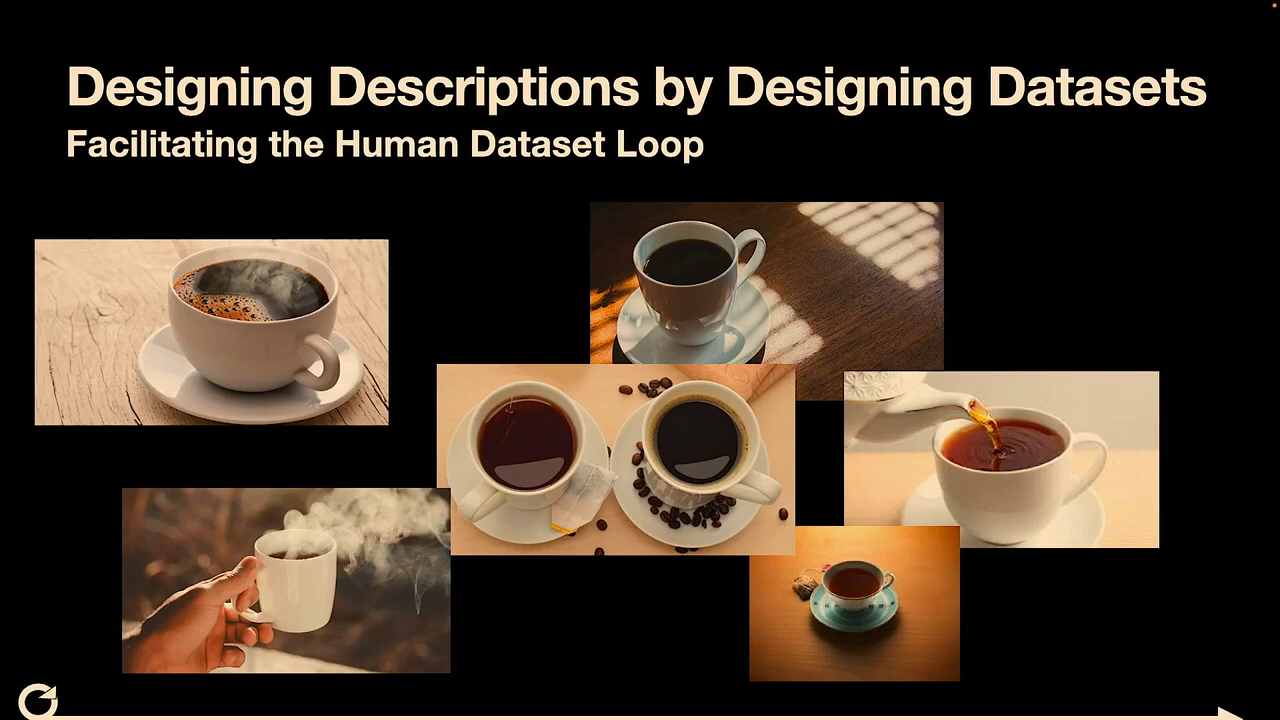 Designing Descriptions by Designing Datasets
Facilitating the Human Dataset Loop